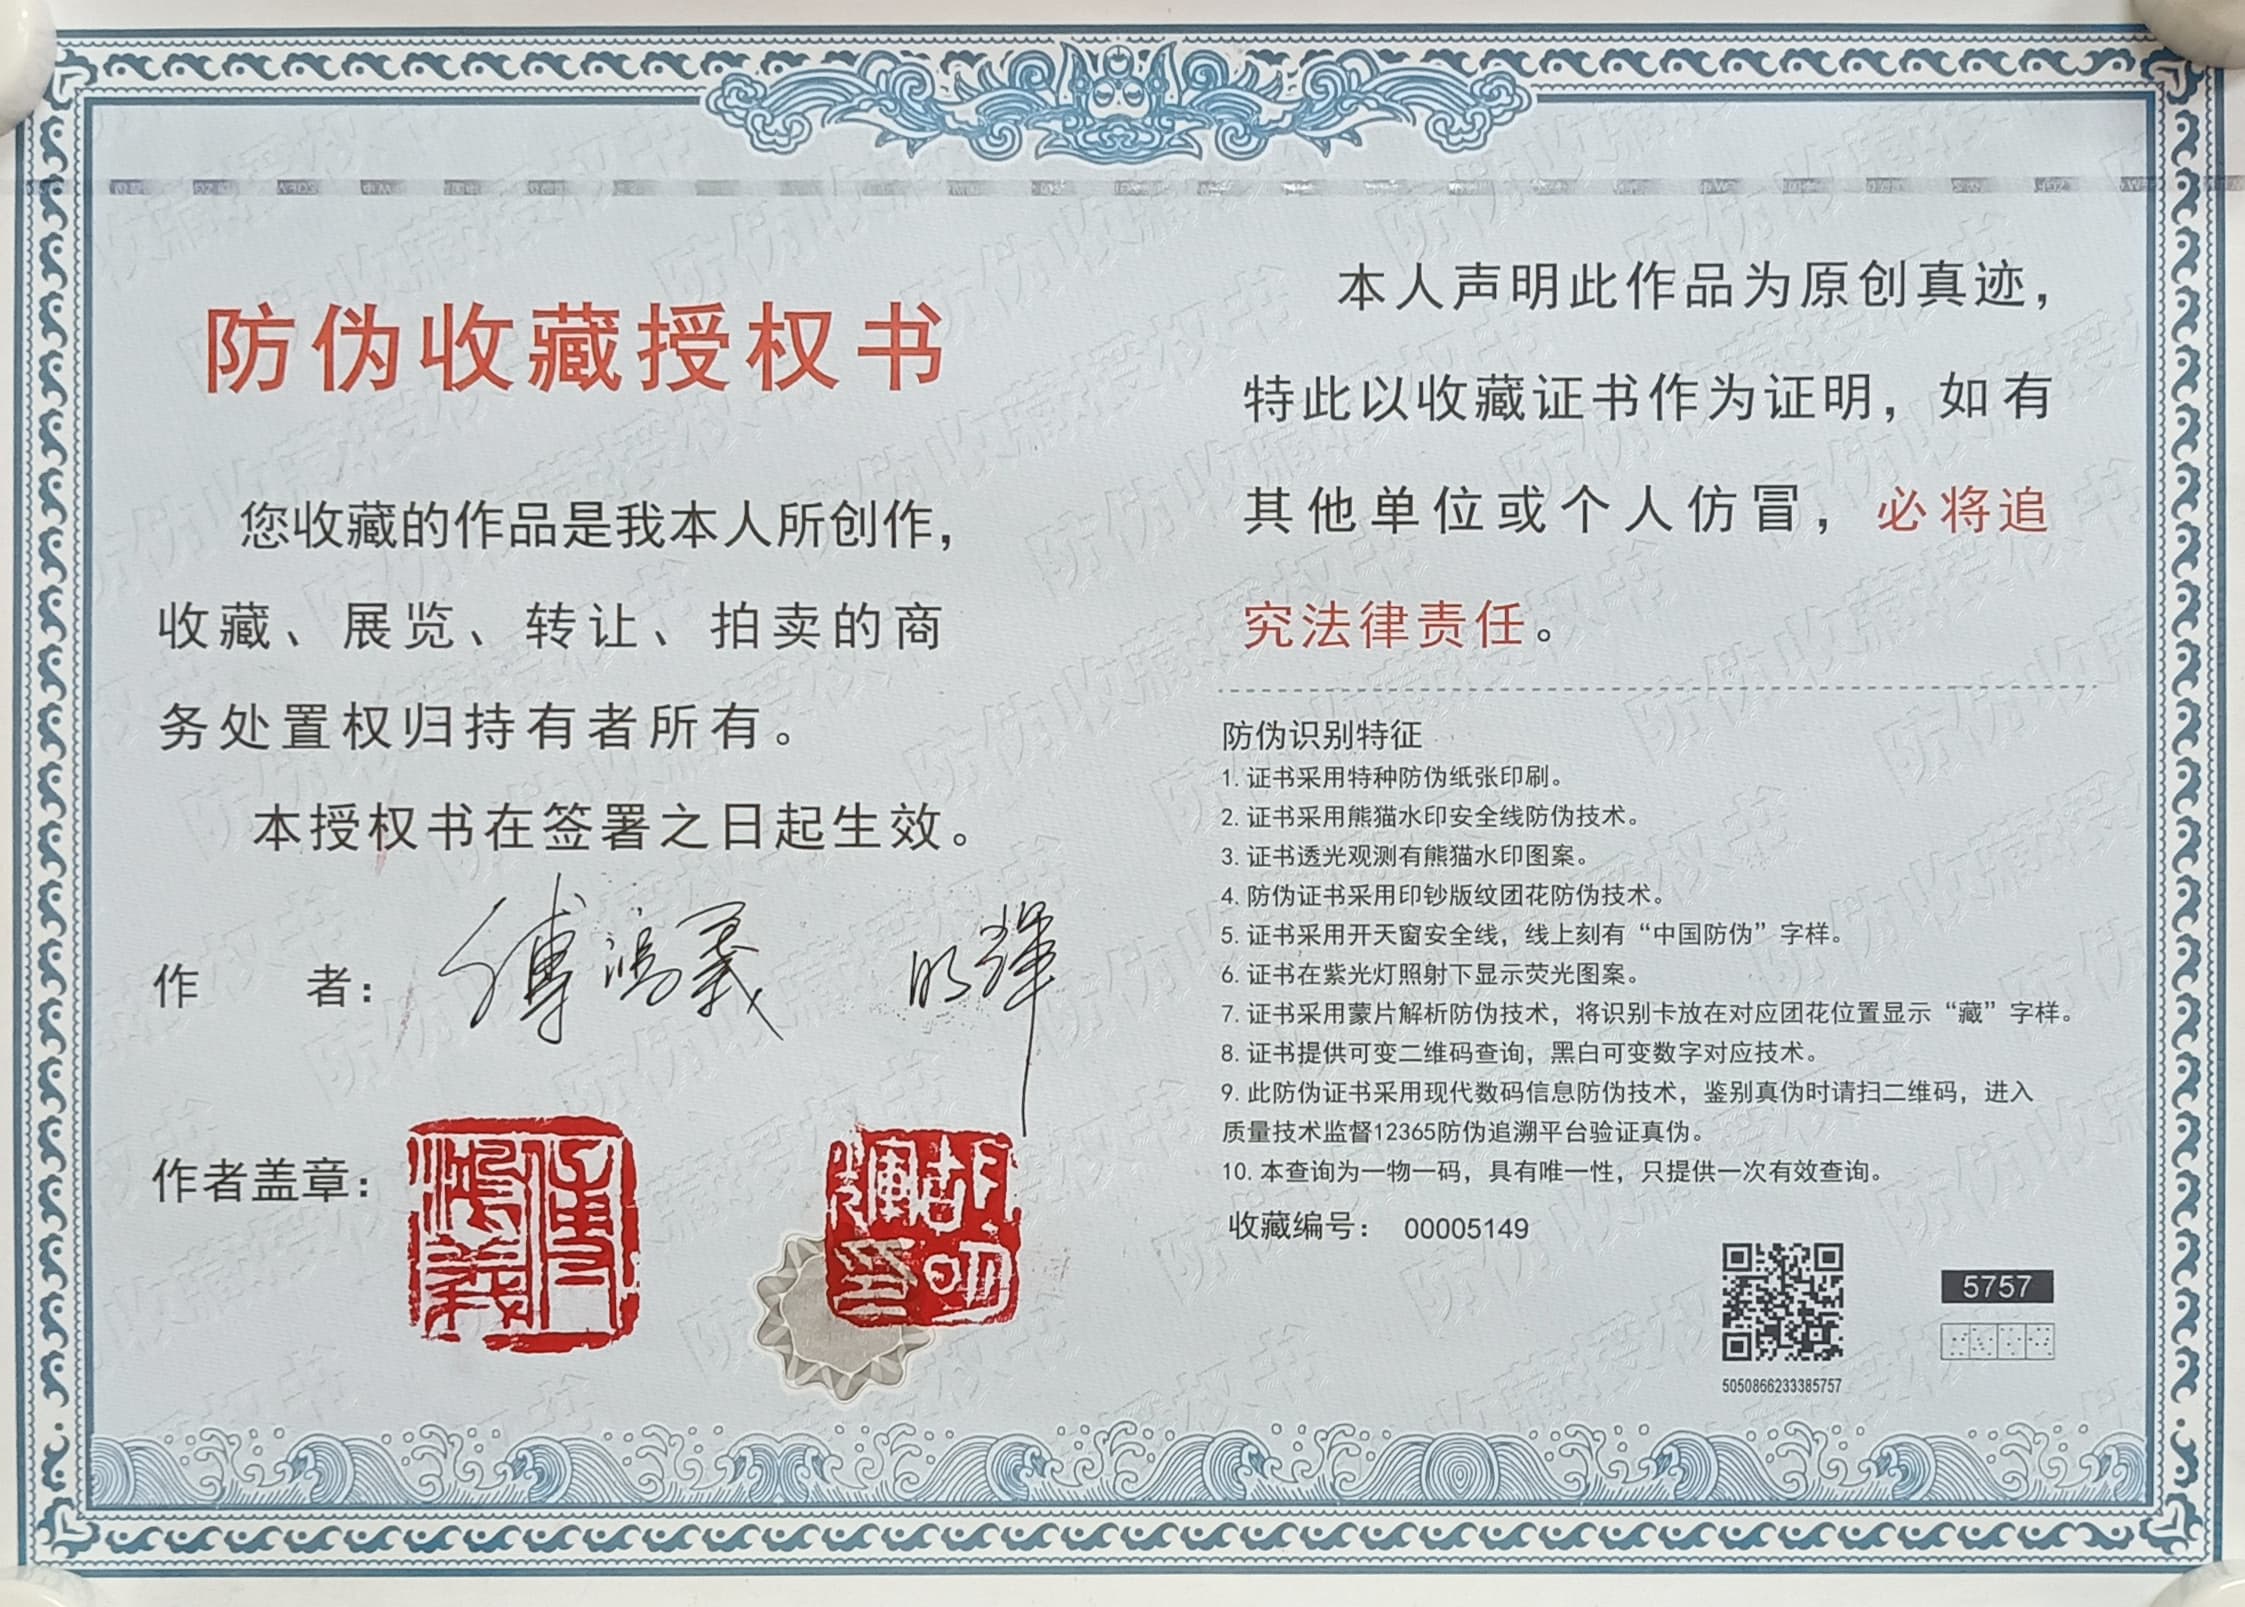 防伪收藏授权书
您收藏的作品是我本人所创作，
收藏、展览、转让、拍卖的商
务处置权归持有者所有。
本授权书在签署之日起生效。
作　　者：傅鸿義　明辉
作者盖章：
傅鸿義
胡明輝印
本人声明此作品为原创真迹，
特此以收藏证书作为证明，如有
其他单位或个人仿冒，必将追
究法律责任。
防伪识别特征
1. 证书采用特种防伪纸张印刷。
2. 证书采用熊猫水印安全线防伪技术。
3. 证书透光观测有熊猫水印图案。
4. 防伪证书采用印钞版纹团花防伪技术。
5. 证书采用开天窗安全线，线上刻有“中国防伪”字样。
6. 证书在紫光灯照射下显示荧光图案。
7. 证书采用蒙片解析防伪技术，将识别卡放在对应团花位置显示“藏”字样。
8. 证书提供可变二维码查询，黑白可变数字对应技术。
9. 此防伪证书采用现代数码信息防伪技术，鉴别真伪时请扫二维码，进入
质量技术监督12365防伪追溯平台验证真伪。
10. 本查询为一物一码，具有唯一性，只提供一次有效查询。
收藏编号： 00005149
5757
5050866233385757